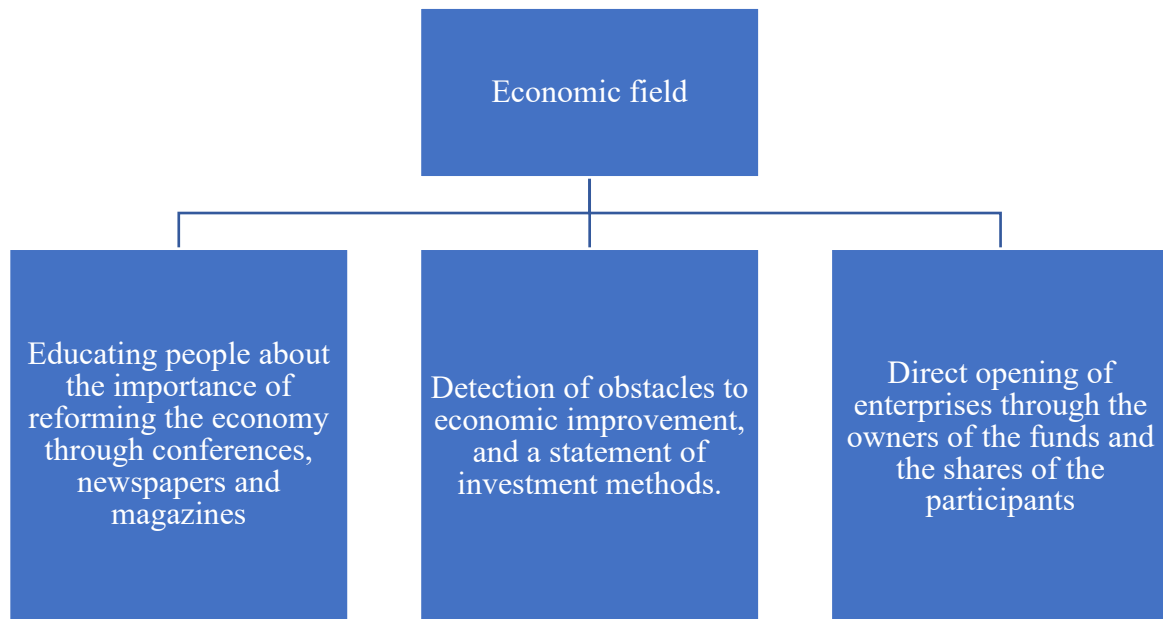 Economic field
Educating people about
the importance of
reforming the economy
through conferences,
newspapers and
magazines
Detection of obstacles to
economic improvement,
and a statement of
investment methods.
Direct opening of
enterprises through the
owners of the funds and
the shares of the
participants